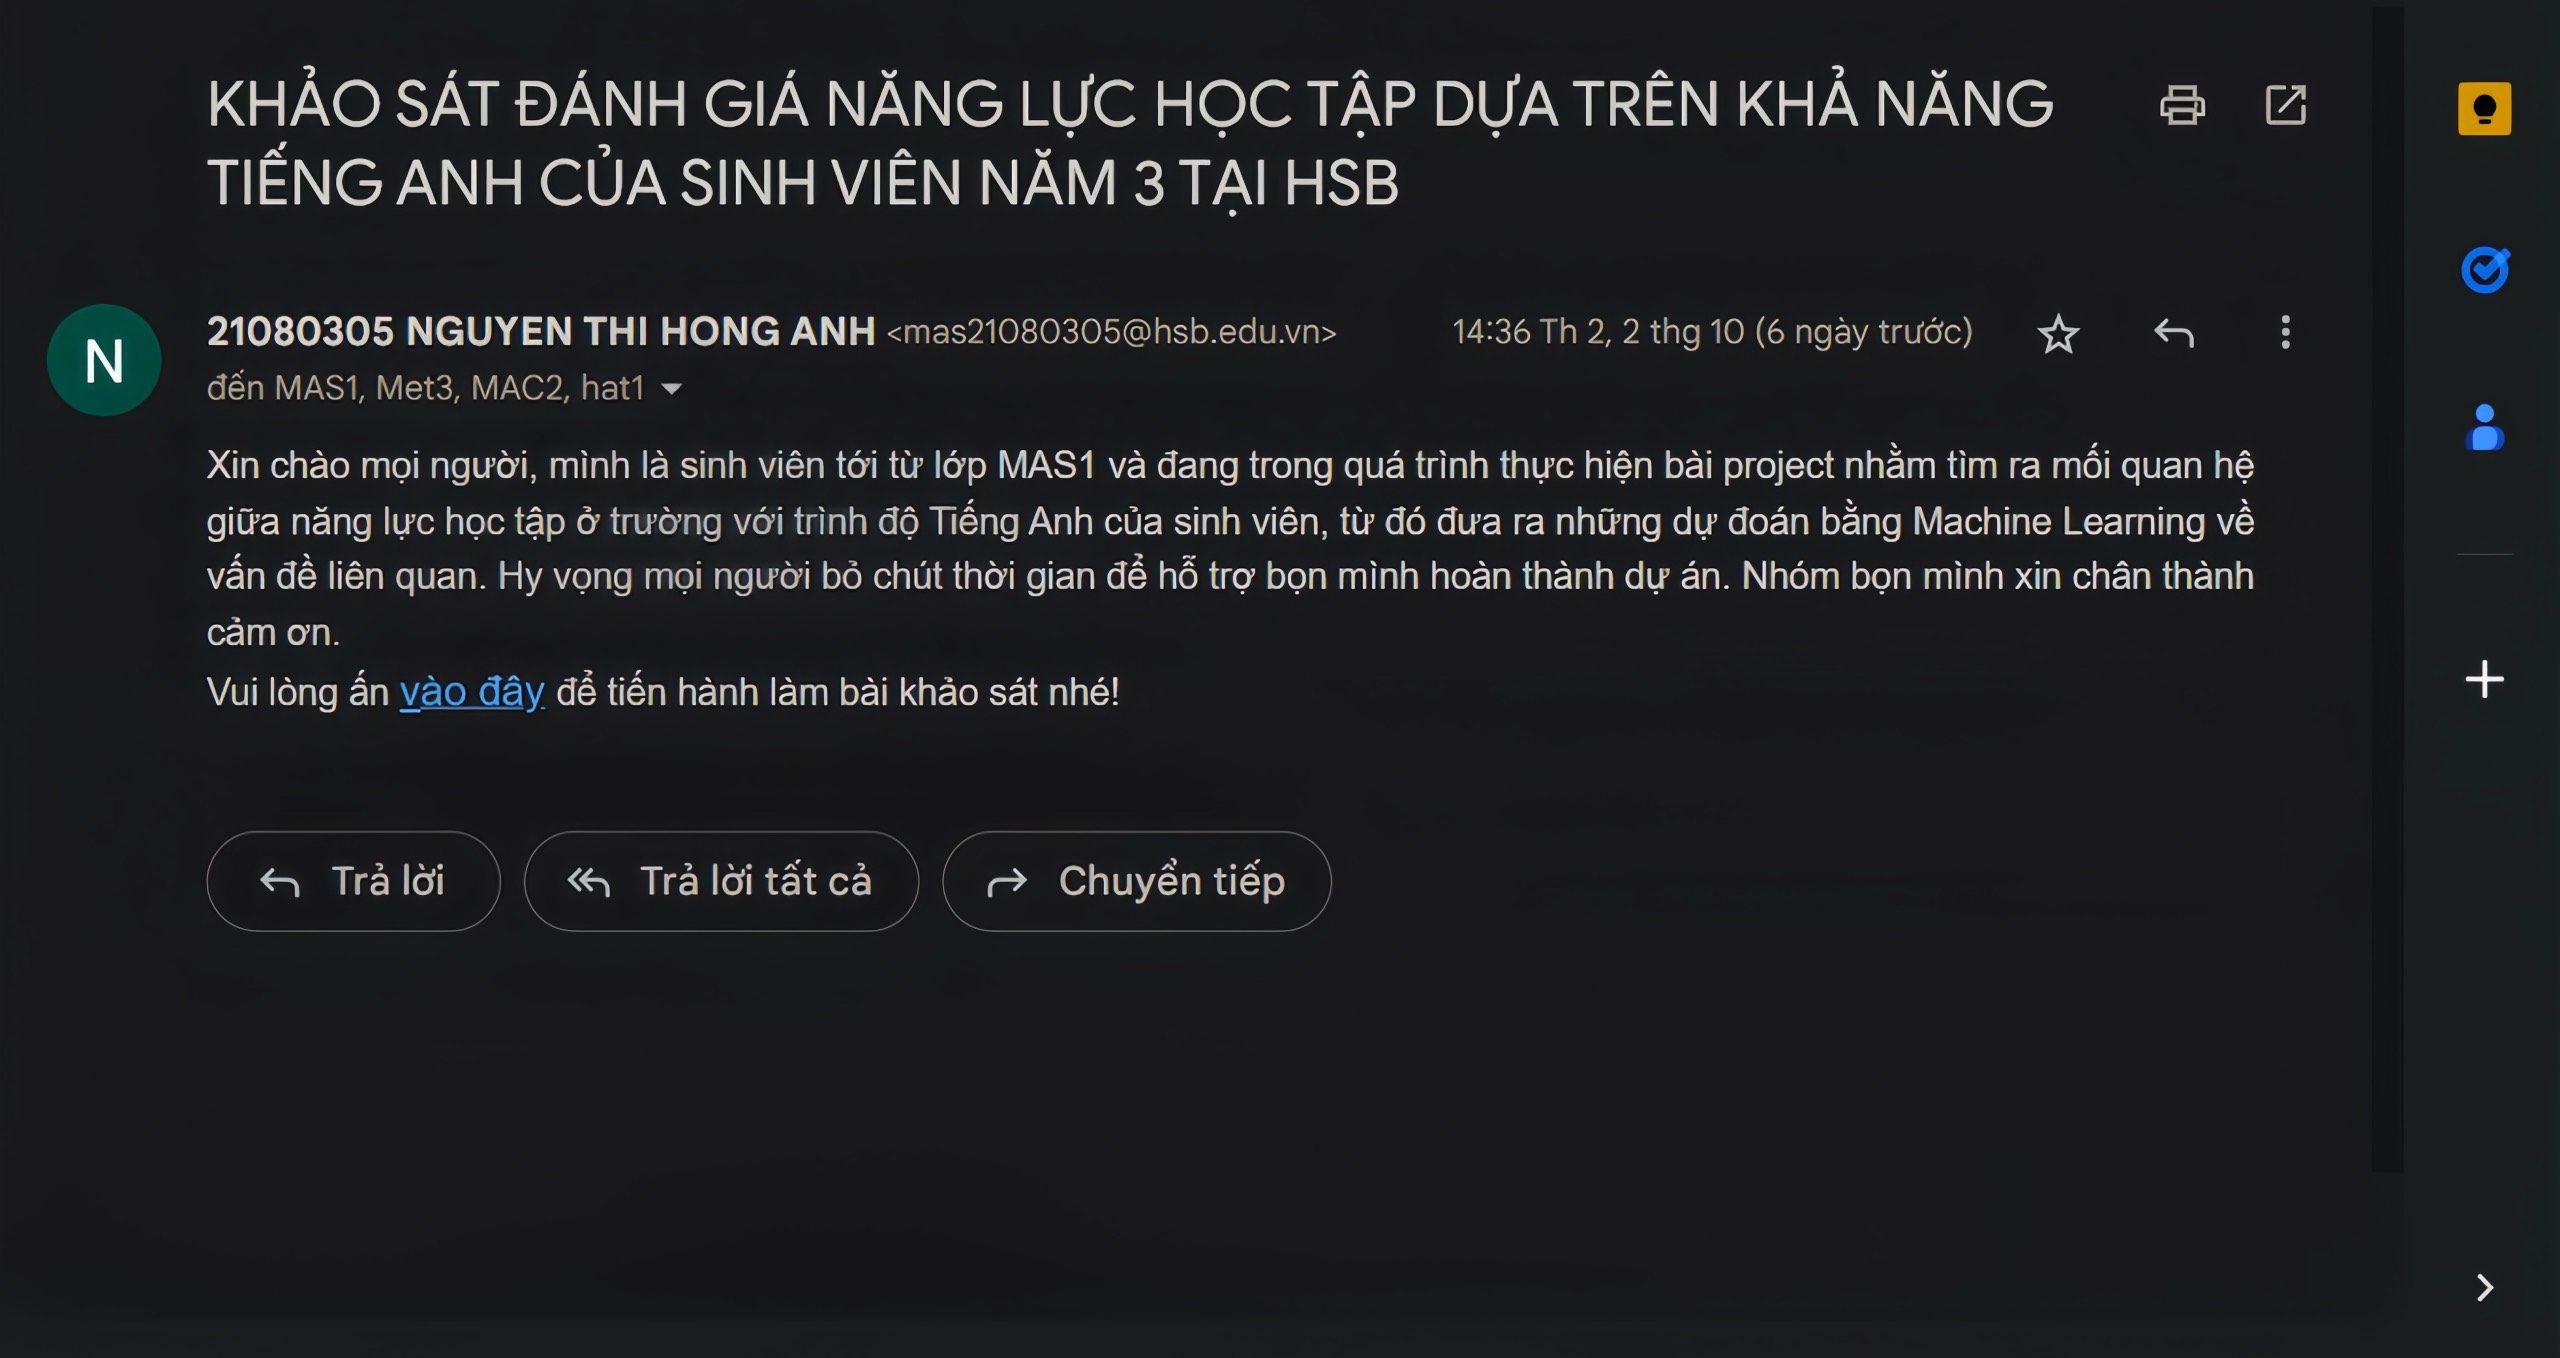 KHẢO SÁT ĐÁNH GIÁ NĂNG LỰC HỌC TẬP DỰA TRÊN KHẢ NĂNG
TIẾNG ANH CỦA SINH VIÊN NĂM 3 TẠI HSB
N
21080305 NGUYEN THI HONG ANH <mas21080305@hsb.edu.vn>
14:36 Th 2, 2 thg 10 (6 ngày trước)
đến MAS1, Met3, MAC2, hat1
Xin chào mọi người, mình là sinh viên tới từ lớp MAS1 và đang trong quá trình thực hiện bài project nhằm tìm ra mối quan hệ
giữa năng lực học tập ở trường với trình độ Tiếng Anh của sinh viên, từ đó đưa ra những dự đoán bằng Machine Learning về
vấn đề liên quan. Hy vọng mọi người bỏ chút thời gian để hỗ trợ bọn mình hoàn thành dự án. Nhóm bọn mình xin chân thành
cảm ơn.
Vui lòng ấn vào đây để tiến hành làm bài khảo sát nhé!
Trả lời
Trả lời tất cả
Chuyển tiếp